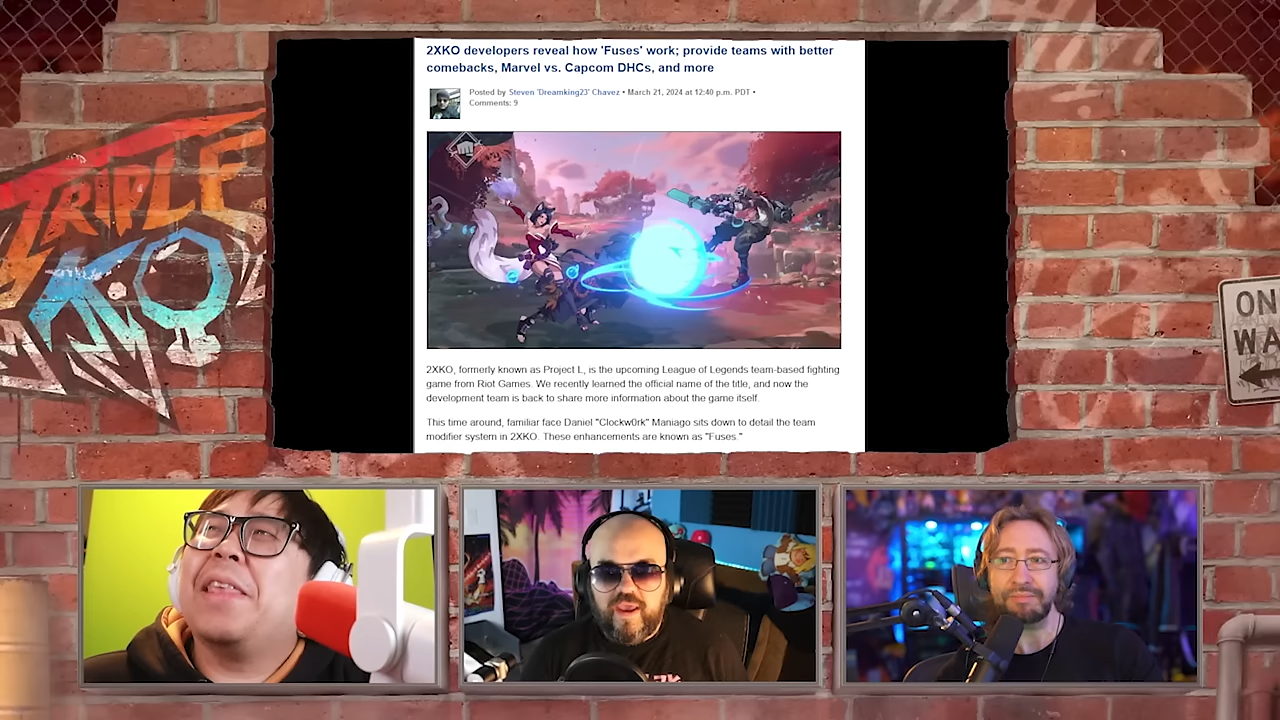 2XKO developers reveal how 'Fuses' work; provide teams with better
comebacks, Marvel vs. Capcom DHCs, and more
Posted by Steven 'Dreamking23' Chavez • March 21, 2024 at 12:40 p.m. PDT •
Comments: 9
TRIPLE
KO
2XKO, formerly known as Project L, is the upcoming League of Legends team-based fighting
game from Riot Games. We recently learned the official name of the title, and now the
development team is back to share more information about the game itself.
This time around, familiar face Daniel "Clockw0rk" Maniago sits down to detail the team
modifier system in 2XKO. These enhancements are known as "Fuses."
ON
WA